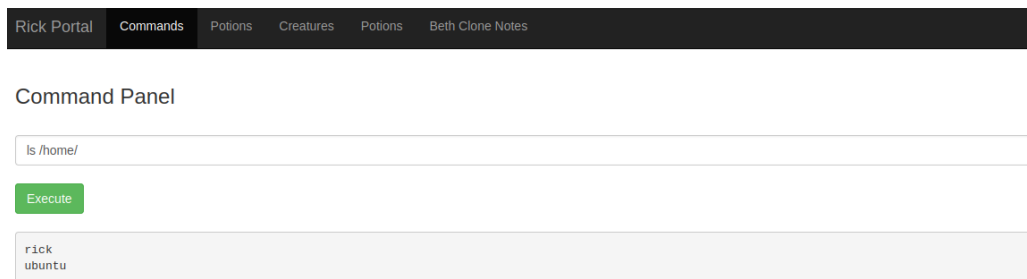 Rick Portal Commands Potions Creatures Potions Beth Clone Notes
Command Panel
ls /home/
Execute
rick
ubuntu